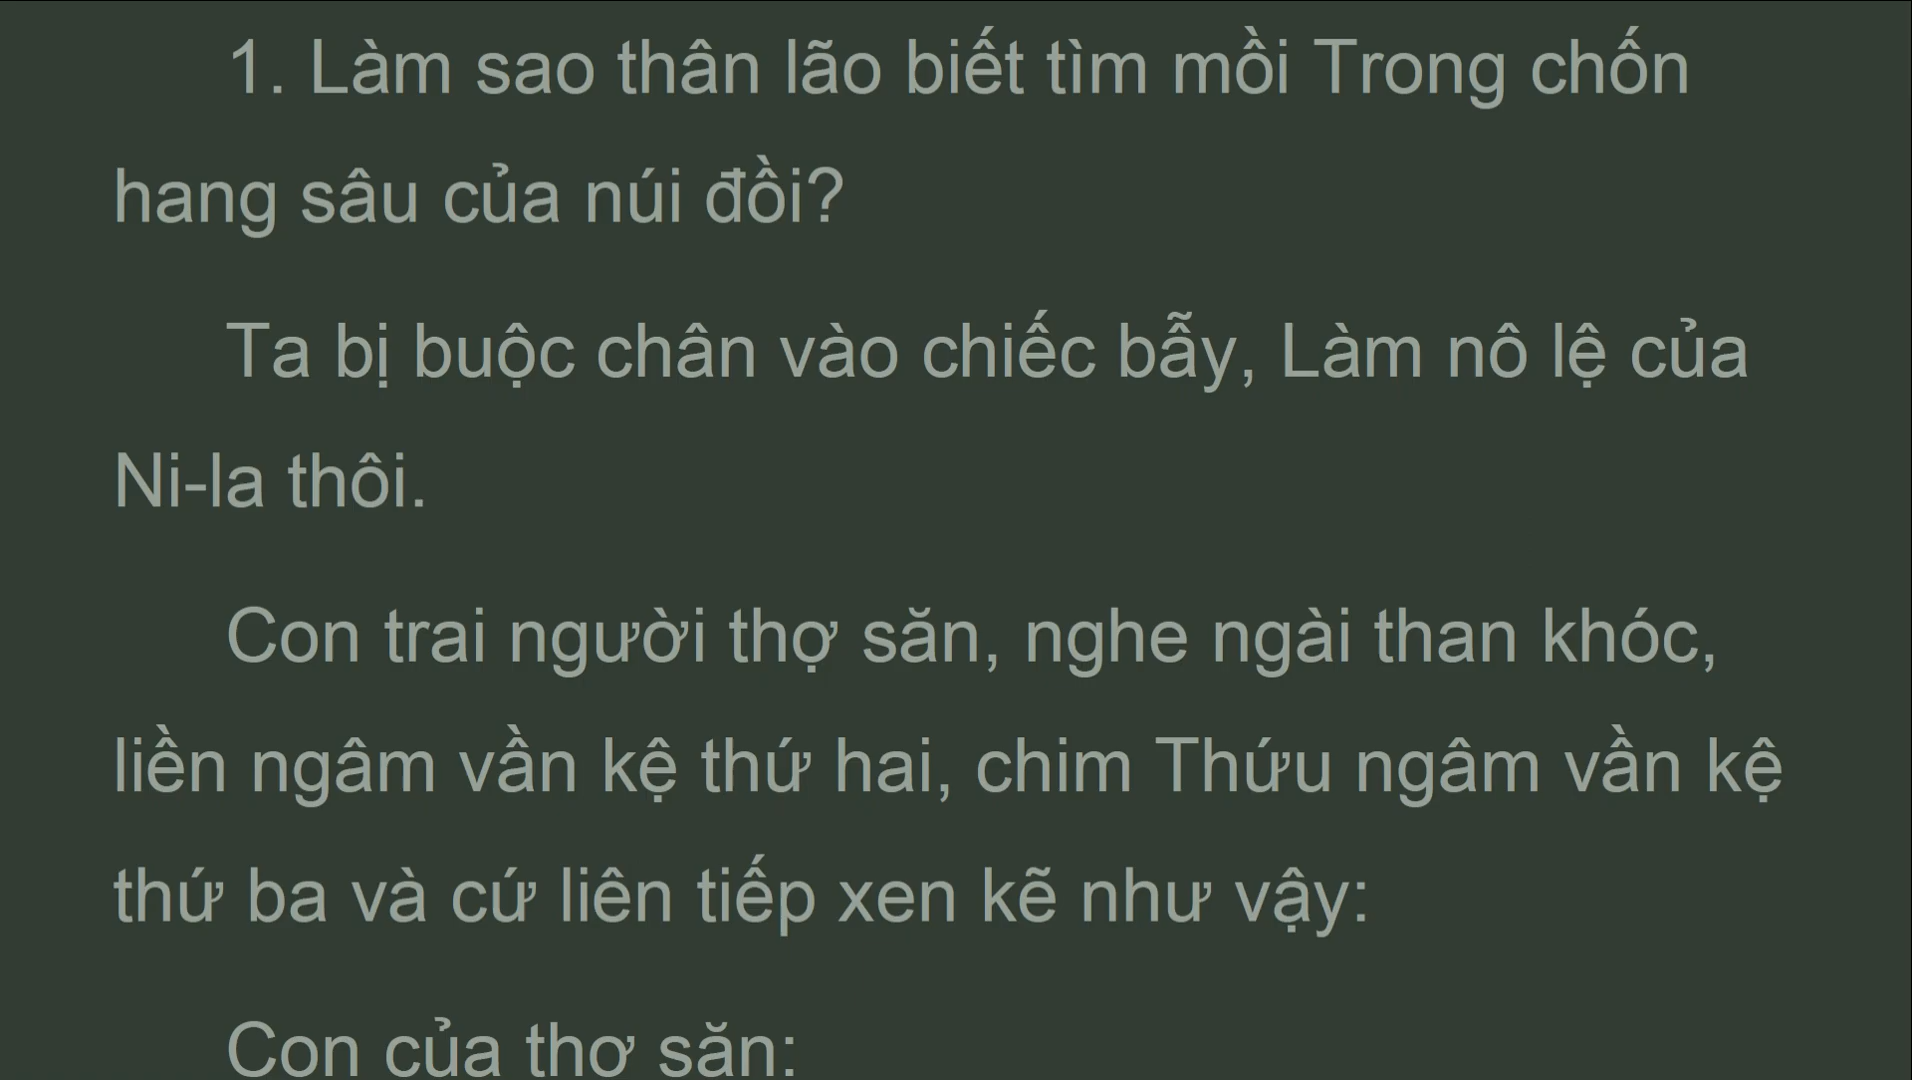 1. Làm sao thân lão biết tìm mồi Trong chốn
hang sâu của núi đồi?
Ta bị buộc chân vào chiếc bẫy, Làm nô lệ của
Ni-la thôi.
Con trai người thợ săn, nghe ngài than khóc,
liền ngâm vần kệ thứ hai, chim Thứu ngâm vần kệ
thứ ba và cứ liên tiếp xen kẽ như vậy:
Con của thơ săn: